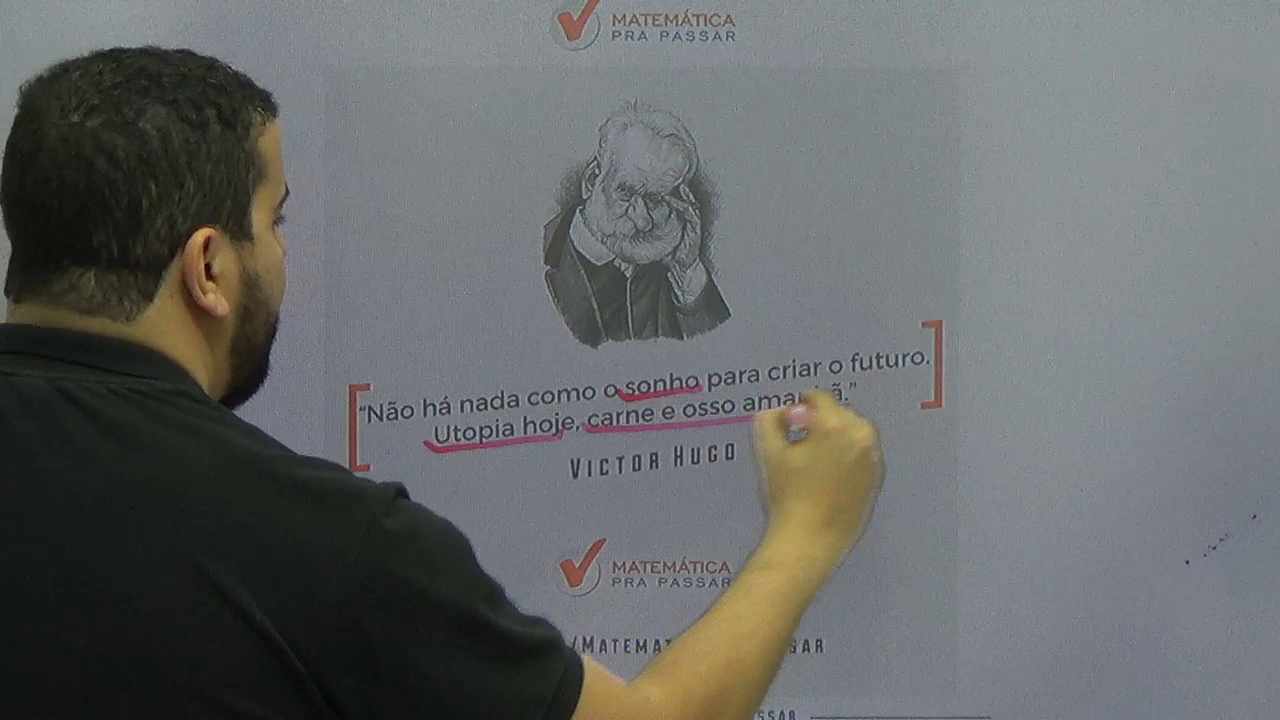 MATEMÁTICA
PRA PASSAR
“Não há nada como o sonho para criar o futuro.
Utopia hoje, carne e osso
VICTOR HUGO
MATEMÁTICA
PRA PASSAR